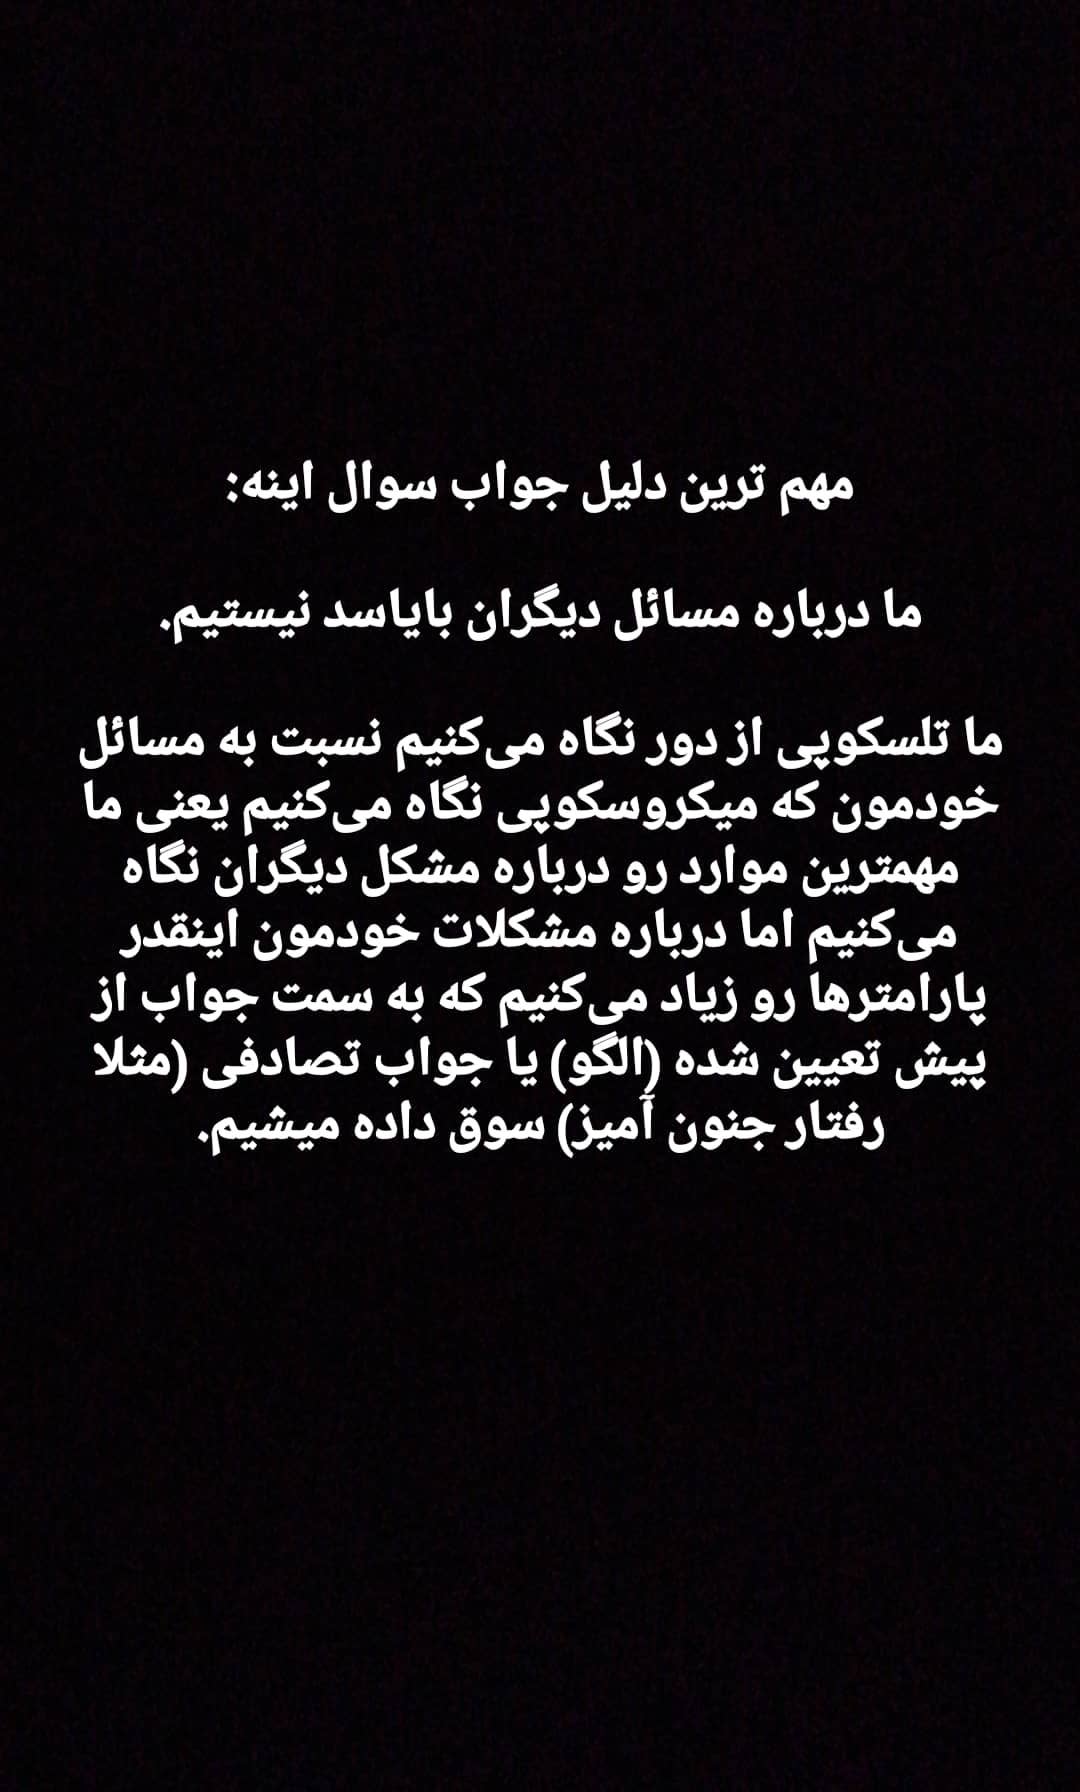 مهم ترین دلیل جواب سوال اینه:
ما درباره مسائل دیگران بایاسد نیستیم.
ما تلسکوپی از دور نگاه می‌کنیم نسبت به مسائل
خودمون که میکروسکوپی نگاه می‌کنیم یعنی ما
مهمترین موارد رو درباره مشکل دیگران نگاه
می‌کنیم اما درباره مشکلات خودمون اینقدر
پارامترها رو زیاد می‌کنیم که به سمت جواب از
پیش تعیین شده (الگو) یا جواب تصادفی (مثلا
رفتار جنون آمیز) سوق داده میشیم.